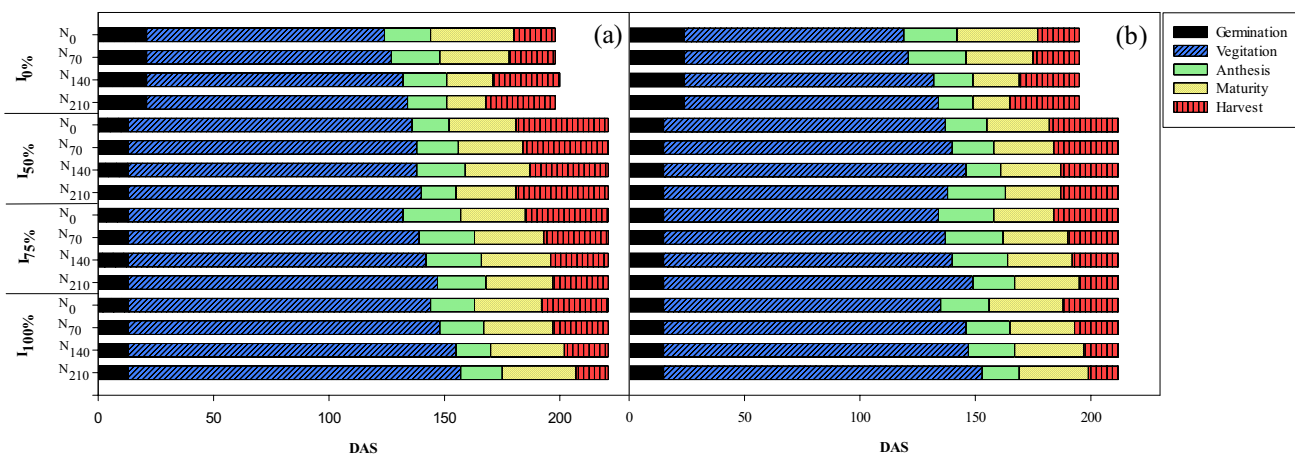 (a)
(b)
Germination
Vegitation
Anthesis
Maturity
Harvest
I0%
N0
N70
N140
N210
I50%
N0
N70
N140
N210
I75%
N0
N70
N140
N210
I100%
N0
N70
N140
N210
0 50 100 150 200
0 50 100 150 200
DAS
DAS